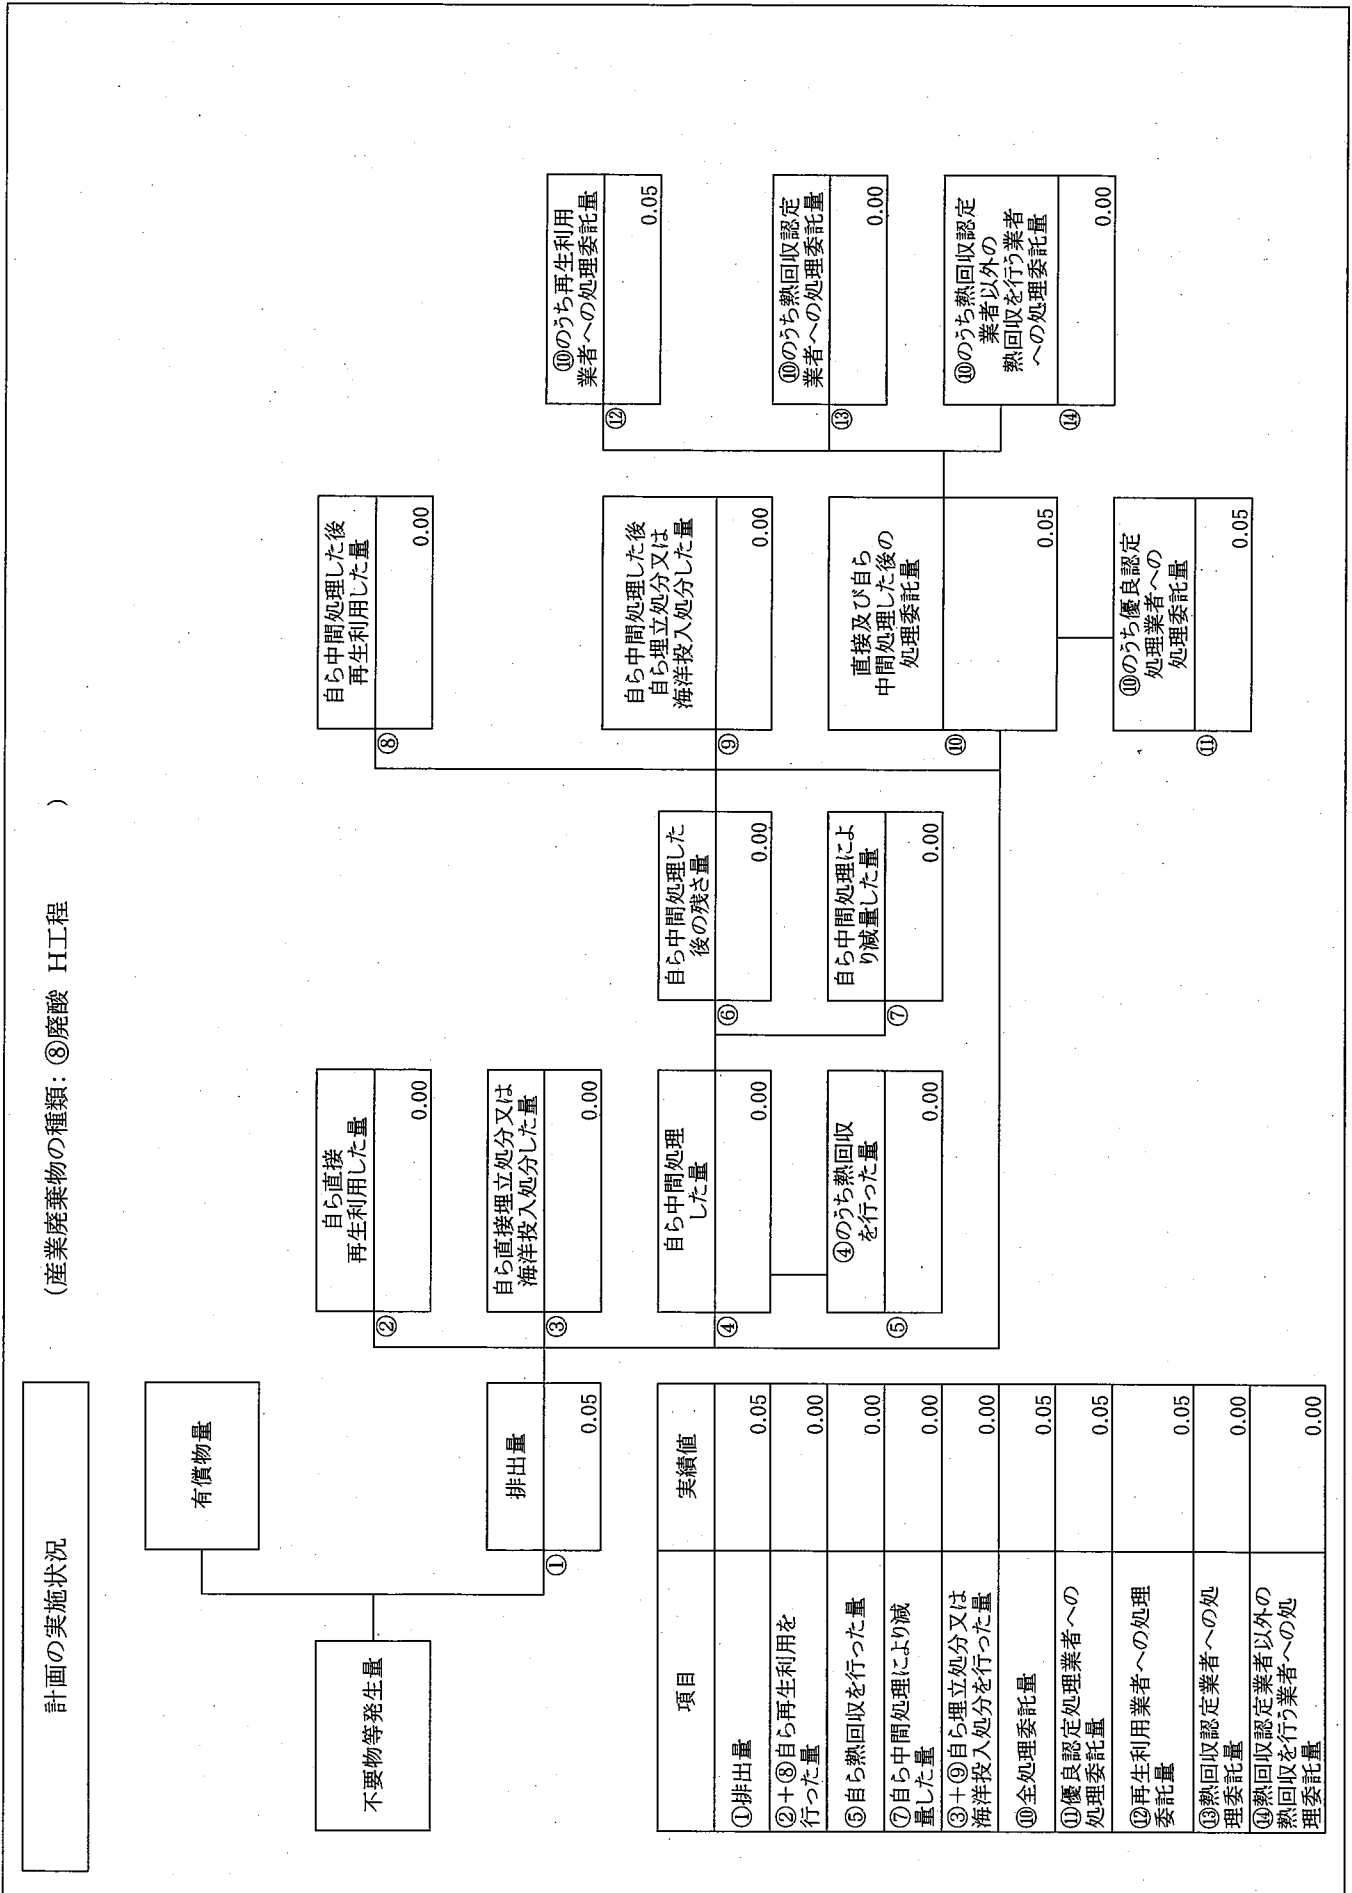 計画の実施状況
(産業廃棄物の種類：⑧廃酸 H工程 )
不要物等発生量
有償物量
排出量
①
0.05
自ら直接
再生利用した量
②
0.00
自ら直接埋立処分又は
海洋投入処分した量
③
0.00
自ら中間処理
した量
④
0.00
④のうち熱回収
を行った量
⑤
0.00
自ら中間処理した
後の残さ量
⑥
0.00
自ら中間処理によ
り減量した量
⑦
0.00
自ら中間処理した後
再生利用した量
⑧
0.00
自ら中間処理した後
自ら埋立処分又は
海洋投入処分した量
⑨
0.00
直接及び自ら
中間処理した後の
処理委託量
⑩
0.05
⑩のうち優良認定
処理業者への
処理委託量
⑪
0.05
⑩のうち再生利用
業者への処理委託量
⑫
0.05
⑩のうち熱回収認定
業者への処理委託量
⑬
0.00
⑩のうち熱回収認定
業者以外の
熱回収を行う業者
への処理委託量
⑭
0.00
項目 実績値
①排出量 0.05
②+⑧自ら再生利用を
行った量 0.00
⑤自ら熱回収を行った量 0.00
⑦自ら中間処理により減
量した量 0.00
③+⑨自ら埋立処分又は
海洋投入処分を行った量 0.00
⑩全処理委託量 0.05
⑪優良認定処理業者への
処理委託量 0.05
⑫再生利用業者への処理
委託量 0.05
⑬熱回収認定業者への処
理委託量 0.00
⑭熱回収認定業者以外の
熱回収を行う業者への処
理委託量 0.00